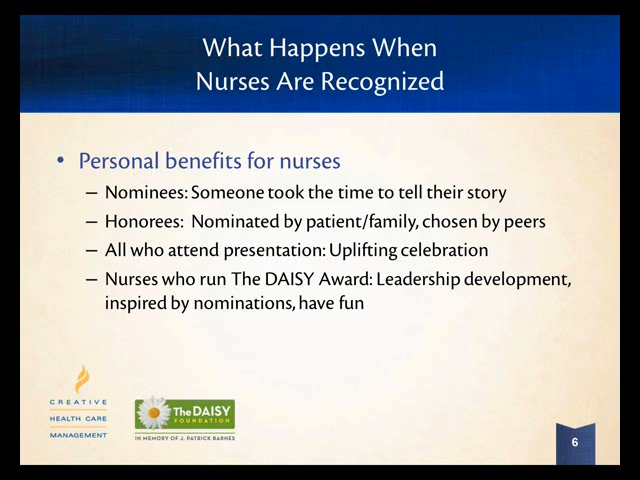 What Happens When
Nurses Are Recognized
• Personal benefits for nurses
– Nominees: Someone took the time to tell their story
– Honorees: Nominated by patient/family, chosen by peers
– All who attend presentation: Uplifting celebration
– Nurses who run The DAISY Award: Leadership development,
inspired by nominations, have fun
CREATIVE
HEALTH CARE
MANAGEMENT
The DAISY
FOUNDATION
IN MEMORY OF J. PATRICK BARNES
6